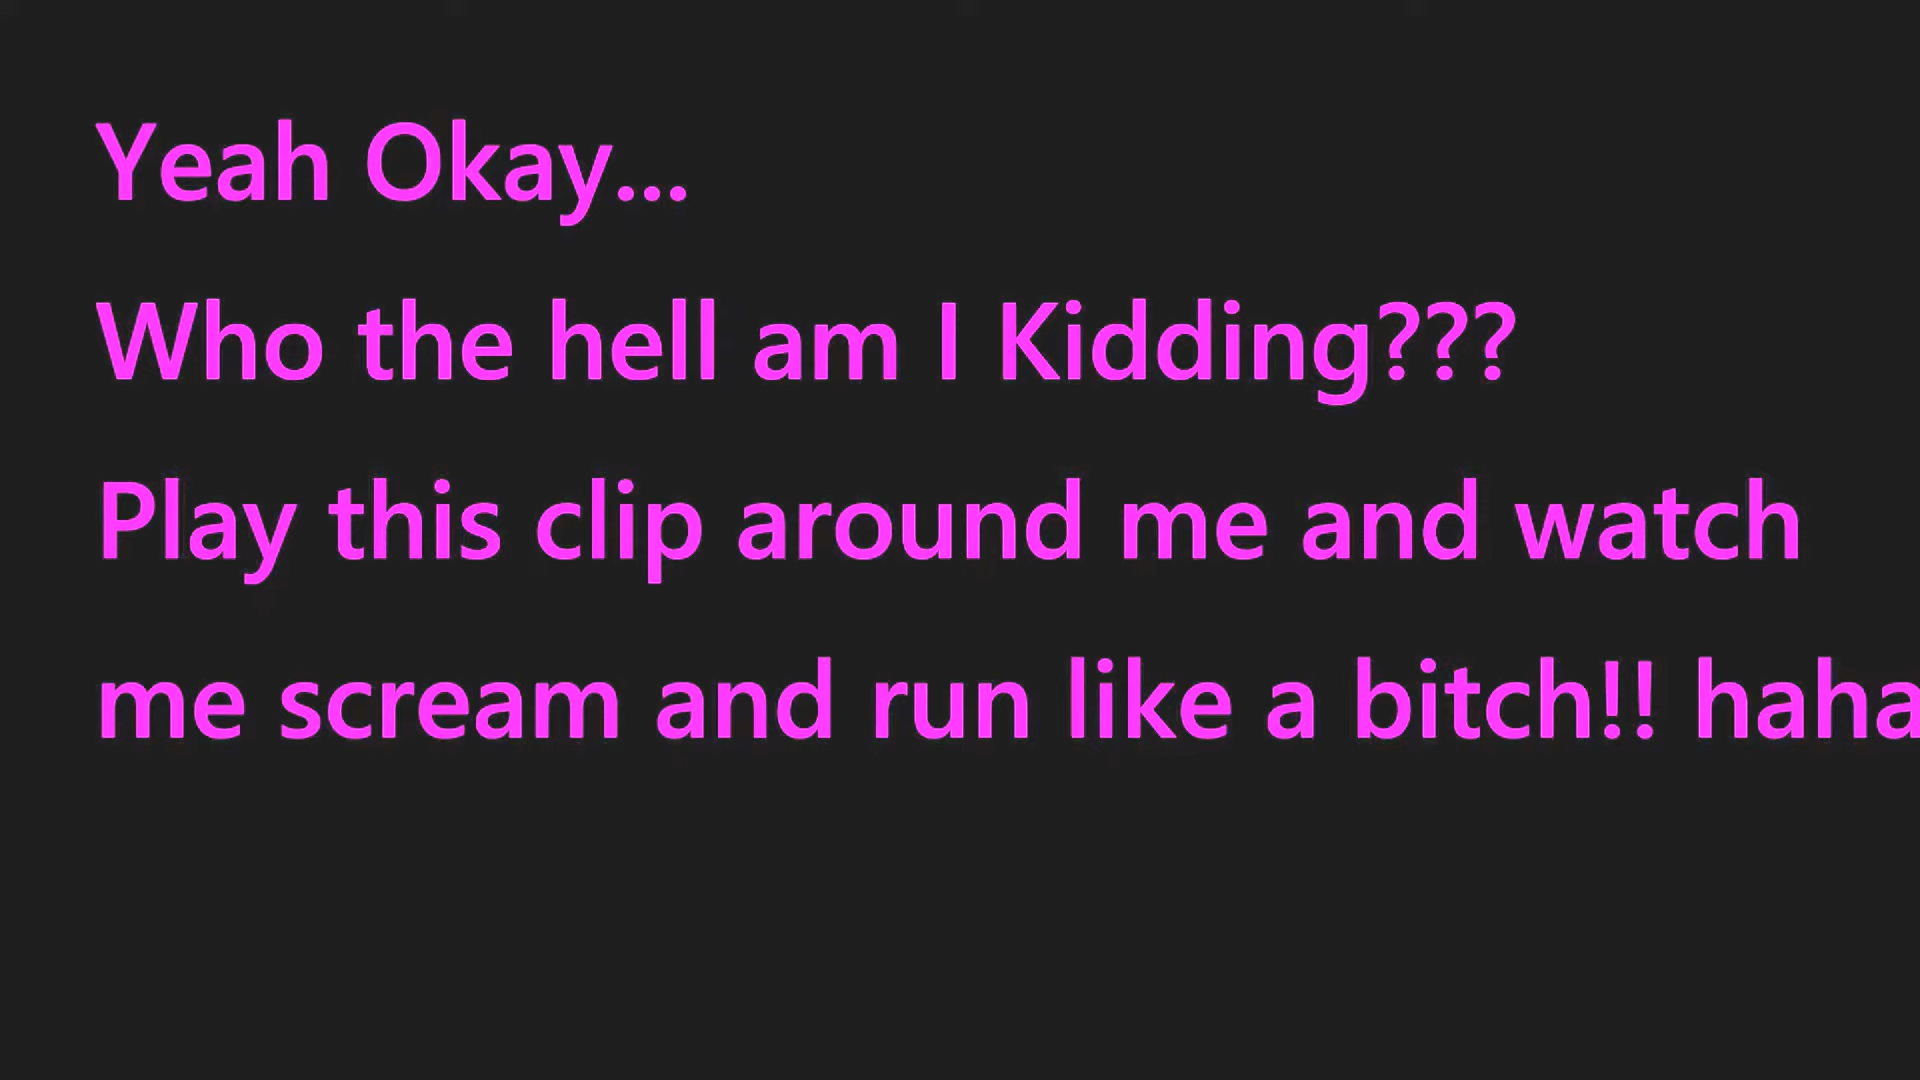 Yeah Okay...
Who the hell am I Kidding???
Play this clip around me and watch
me scream and run like a bitch!! haha